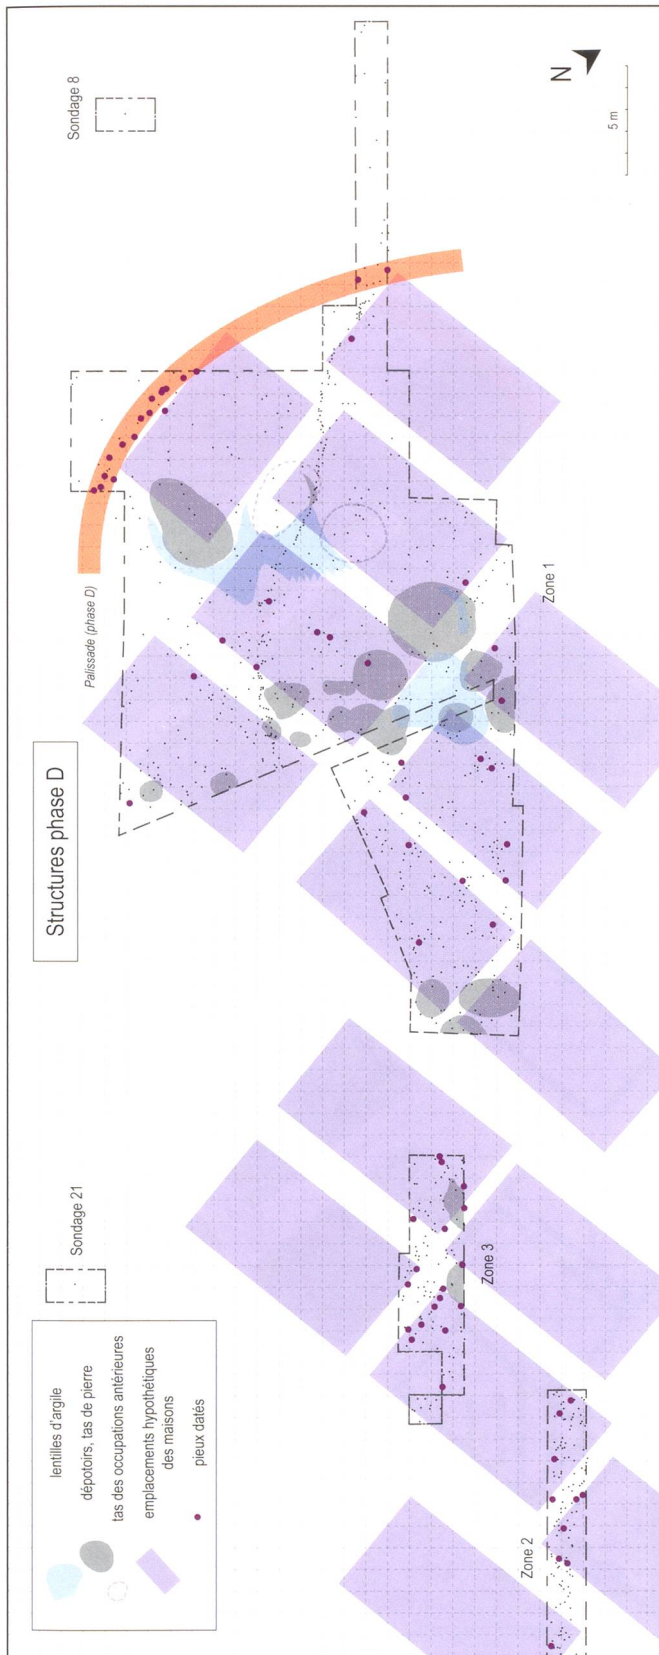 Structures phase D
Sondage 8
N
5 m
Palissade (phase D)
Zone 1
Sondage 21
Zone 3
Zone 2
lentilles d'argile
dépotoirs, tas de pierre
tas des occupations antérieures
emplacements hypothétiques
des maisons
pieux datés